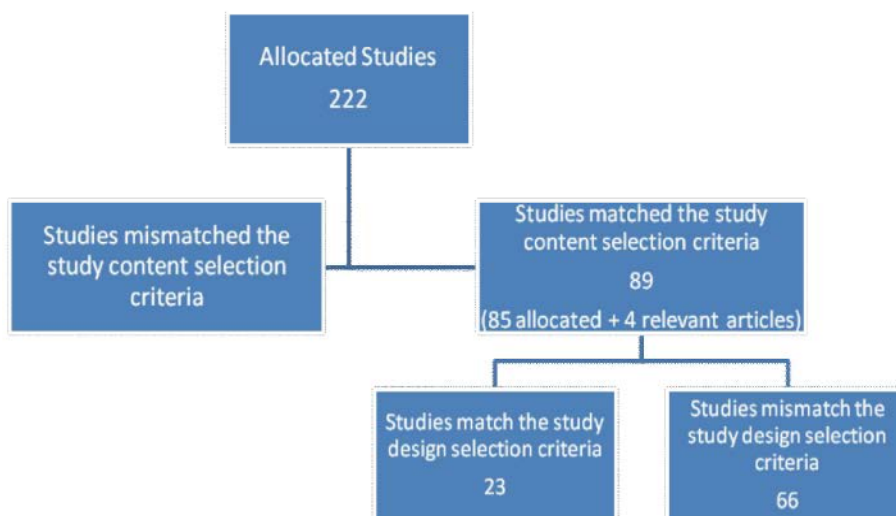 Allocated Studies
222
Studies mismatched the
study content selection
criteria
Studies matched the study
content selection criteria
89
(85 allocated + 4 relevant articles)
Studies match the study
design selection criteria
23
Studies mismatch the
study design selection
criteria
66